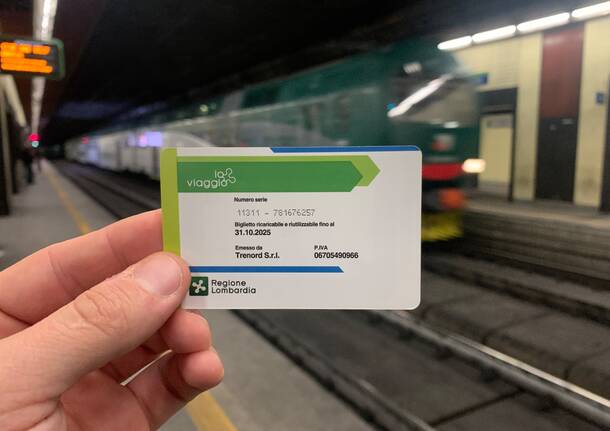 io
viaggio
Numero serie
11311 - 781676257
Biglietto ricaricabile e riutilizzabile fino al
31.10.2025
Emesso da P.IVA
Trenord S.r.l. 06705490966
Regione
Lombardia